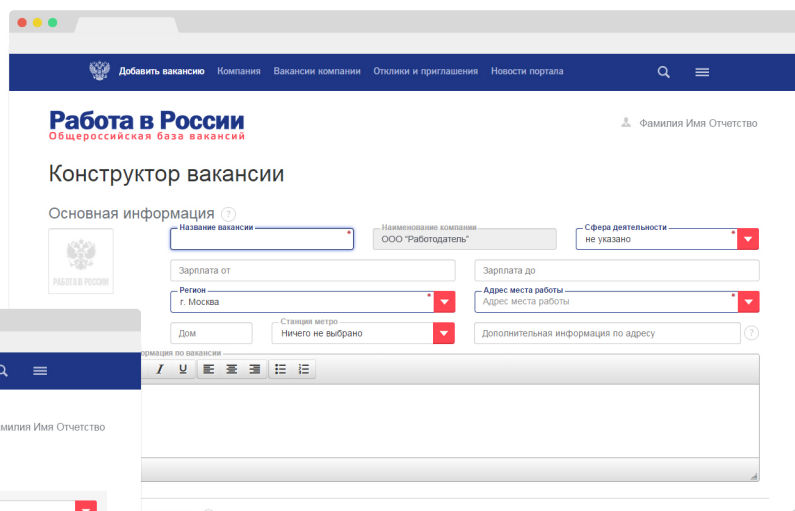 Добавить вакансию Компания Вакансии компании Отклики и приглашения Новости портала
Работа в России
Общероссийская база вакансий
Фамилия Имя Отчетство
Конструктор вакансии
Основная информация ?
Название вакансии *
Наименование компании
ООО "Работодатель"
Сфера деятельности *
не указано
РАБОТА В РОССИИ
Зарплата от
Зарплата до
Регион *
г. Москва
Адрес места работы *
Адрес места работы
Дом
Станция метро
Ничего не выбрано
Дополнительная информация по адресу ?
ормация по вакансии
I U
милия Имя Отчетство